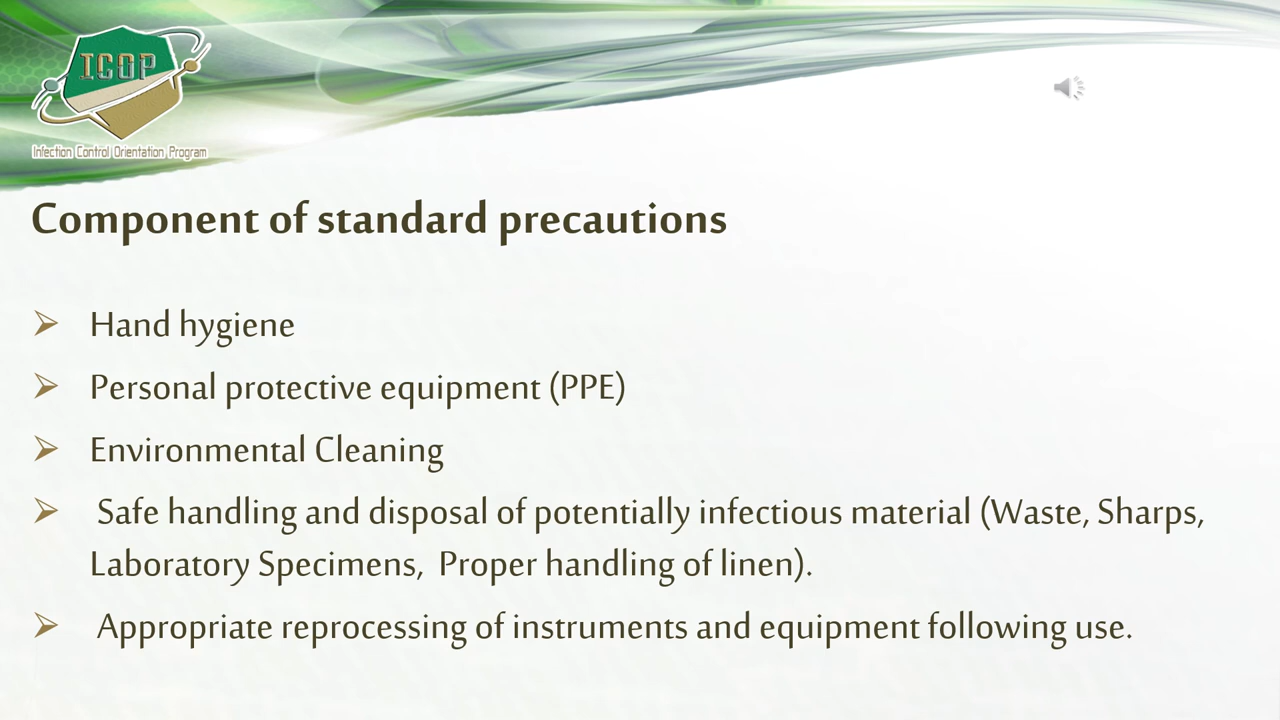 ICOP
Infection Control Orientation Program
Component of standard precautions
➢ Hand hygiene
➢ Personal protective equipment (PPE)
➢ Environmental Cleaning
➢ Safe handling and disposal of potentially infectious material (Waste, Sharps,
Laboratory Specimens, Proper handling of linen).
➢ Appropriate reprocessing of instruments and equipment following use.